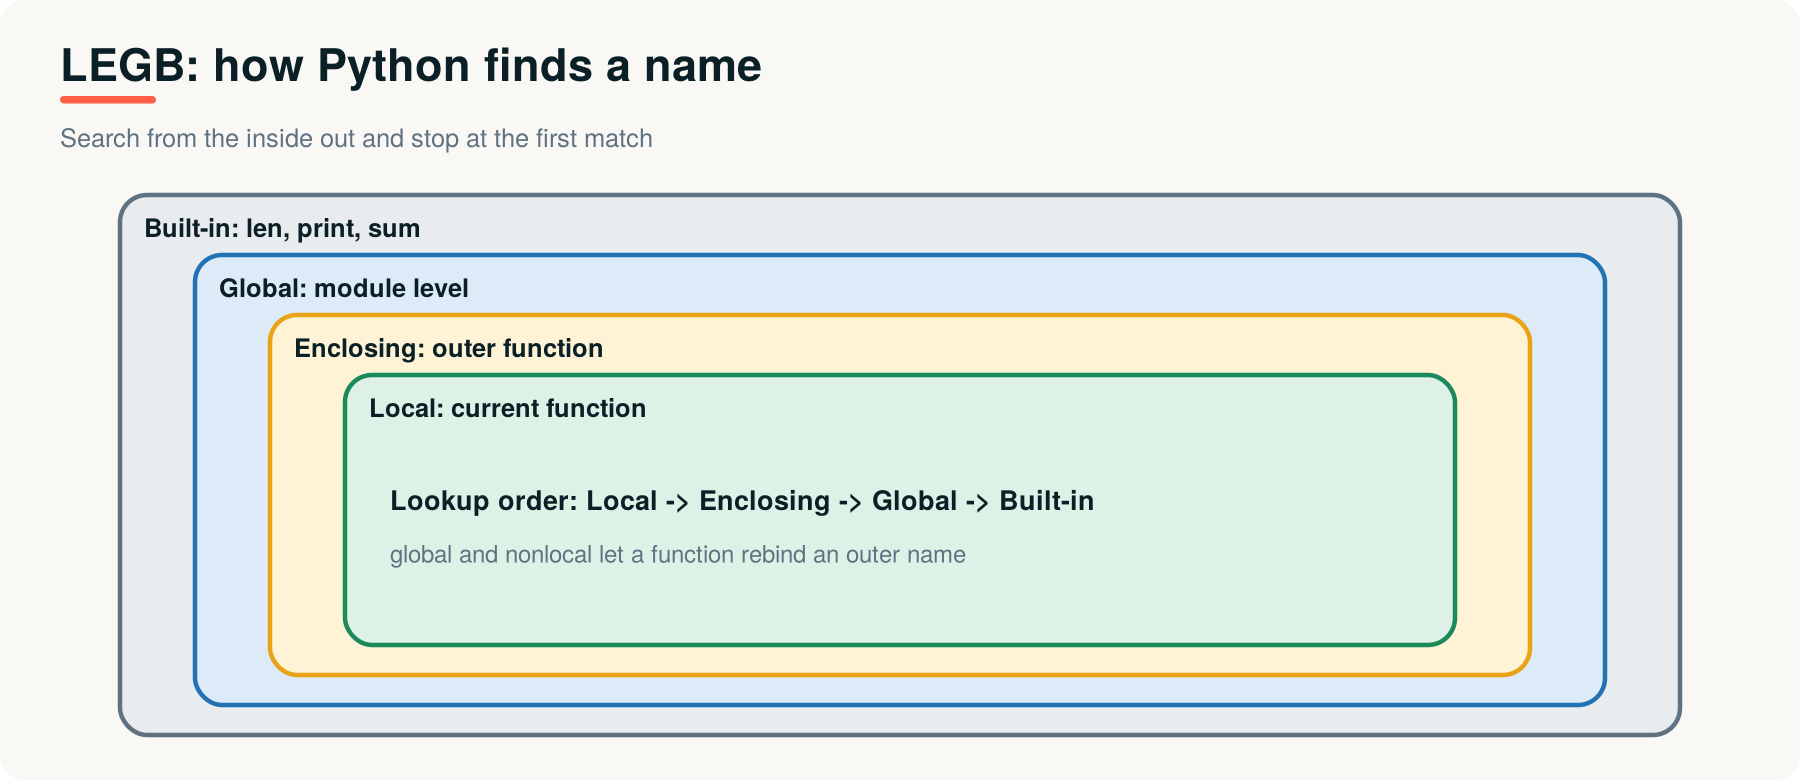 LEGB: how Python finds a name
Search from the inside out and stop at the first match
Built-in: len, print, sum
Global: module level
Enclosing: outer function
Local: current function
Lookup order: Local -> Enclosing -> Global -> Built-in
global and nonlocal let a function rebind an outer name